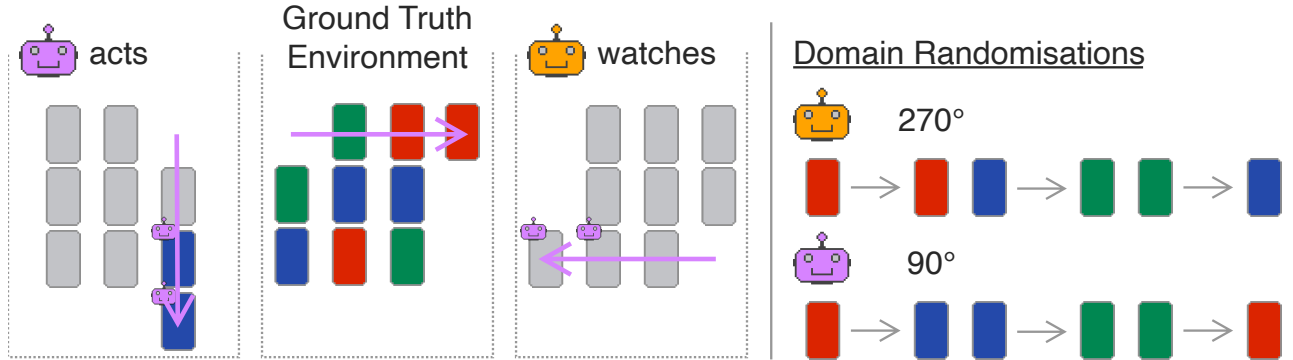 acts
Ground Truth
Environment
watches
Domain Randomisations
270°
90°